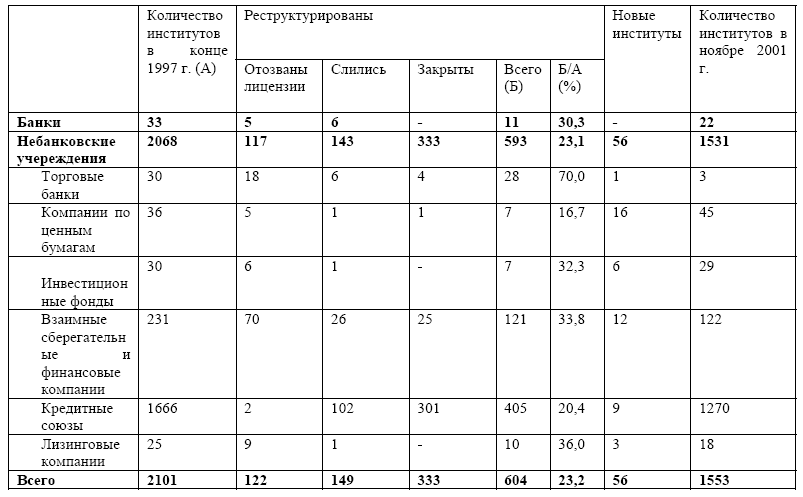 Количество институтов в конце 1997 г. (А) | Реструктурированы | Новые институты | Количество институтов в ноябре 2001 г.
Отозваны лицензии | Слились | Закрыты | Всего (Б) | Б/А (%)
Банки | 33 | 5 | 6 | - | 11 | 30,3 | - | 22
Небанковские учереждения | 2068 | 117 | 143 | 333 | 593 | 23,1 | 56 | 1531
Торговые банки | 30 | 18 | 6 | 4 | 28 | 70,0 | 1 | 3
Компании по ценным бумагам | 36 | 5 | 1 | 1 | 7 | 16,7 | 16 | 45
Инвестицион ные фонды | 30 | 6 | 1 | - | 7 | 32,3 | 6 | 29
Взаимные сберегательн ые и финансовые компании | 231 | 70 | 26 | 25 | 121 | 33,8 | 12 | 122
Кредитные союзы | 1666 | 2 | 102 | 301 | 405 | 20,4 | 9 | 1270
Лизинговые компании | 25 | 9 | 1 | - | 10 | 36,0 | 3 | 18
Всего | 2101 | 122 | 149 | 333 | 604 | 23,2 | 56 | 1553